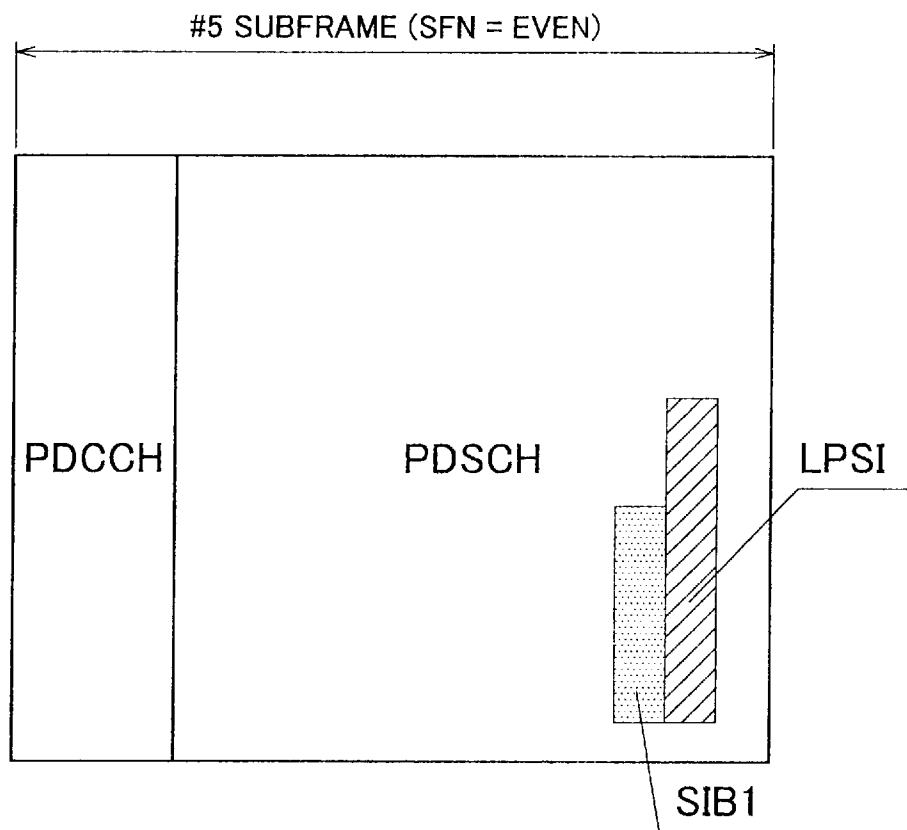 #5 SUBFRAME (SFN = EVEN)
PDCCH
PDSCH
LPSI
SIB1